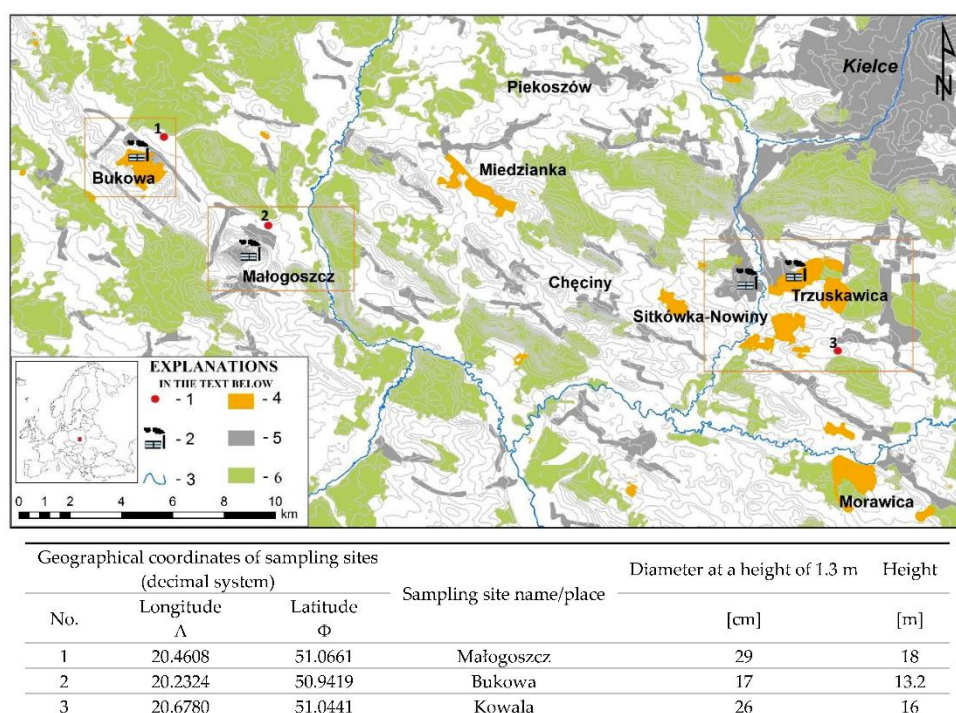 Kielce
N
Piekoszów
1
Miedzianka
Bukowa
2
Małogoszcz
Chęciny
Trzuskawica
Sitkówka-Nowiny
3
EXPLANATIONS
IN THE TEXT BELOW
- 1
- 4
- 2
- 5
- 3
- 6
0 2 4 6 8 10
km
Morawica
Geographical coordinates of sampling sites
(decimal system)
Sampling site name/place
Diameter at a height of 1.3 m
Height
No.
Longitude
Λ
Latitude
Φ
[cm]
[m]
1 20.4608 51.0661 Małogoszcz 29 18
2 20.2324 50.9419 Bukowa 17 13.2
3 20.6780 51.0441 Kowala 26 16